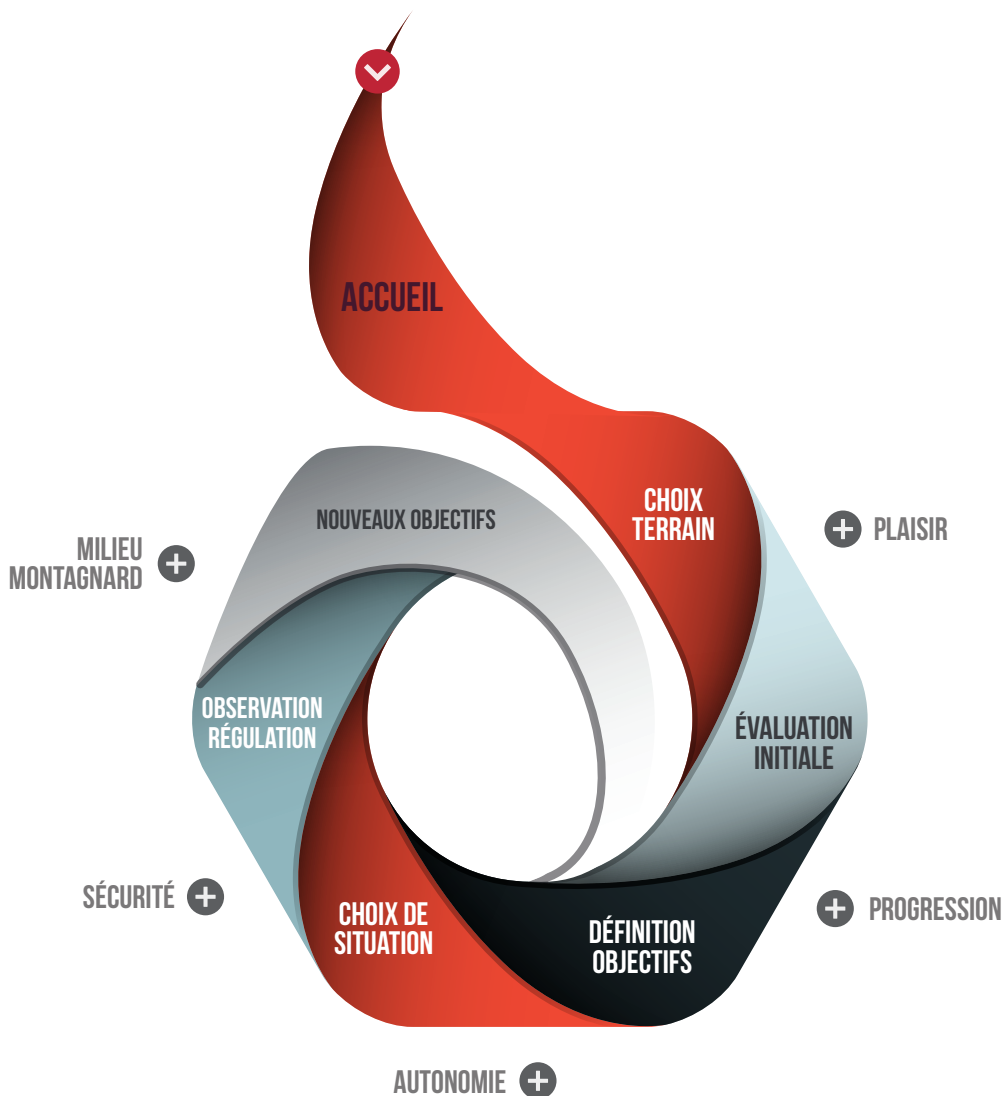 ACCUEIL
CHOIX
TERRAIN
NOUVEAUX OBJECTIFS
PLAISIR
MILIEU
MONTAGNARD
OBSERVATION
RÉGULATION
ÉVALUATION
INITIALE
SÉCURITÉ
CHOIX DE
SITUATION
DÉFINITION
OBJECTIFS
PROGRESSION
AUTONOMIE